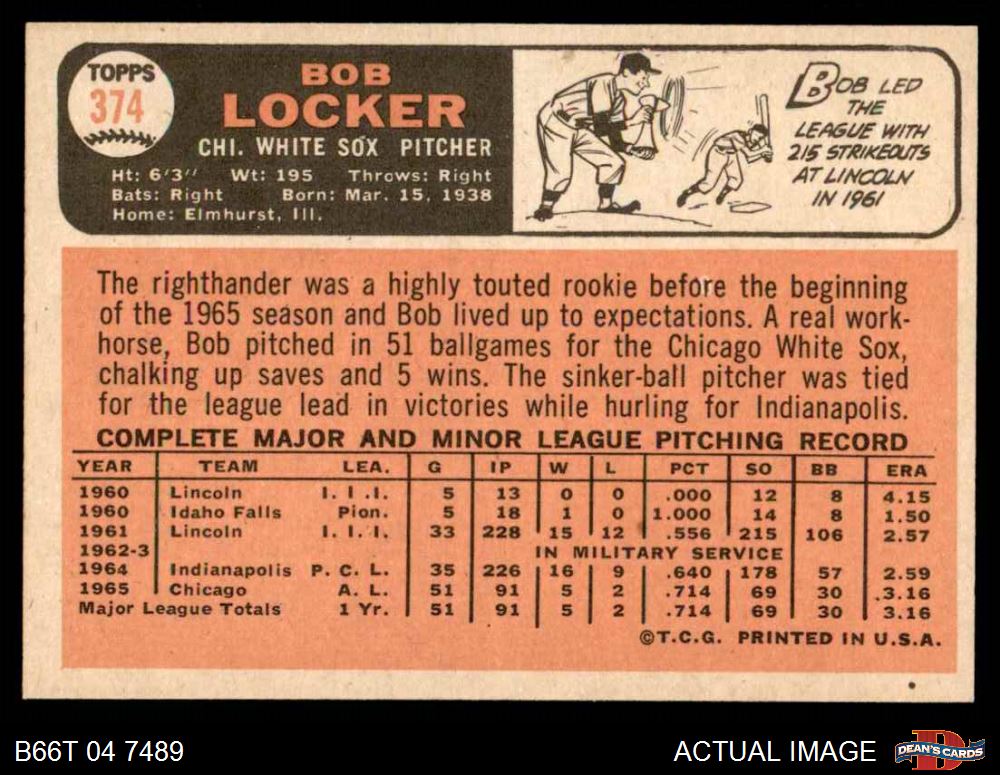 TOPPS
374
BOB
LOCKER
CHI. WHITE SOX PITCHER
Ht: 6'3" Wt: 195 Throws: Right
Bats: Right Born: Mar. 15, 1938
Home: Elmhurst, Ill.
BOB LED
THE
LEAGUE WITH
215 STRIKEOUTS
AT LINCOLN
IN 1961
The righthander was a highly touted rookie before the beginning
of the 1965 season and Bob lived up to expectations. A real work-
horse, Bob pitched in 51 ballgames for the Chicago White Sox,
chalking up saves and 5 wins. The sinker-ball pitcher was tied
for the league lead in victories while hurling for Indianapolis.
COMPLETE MAJOR AND MINOR LEAGUE PITCHING RECORD
YEAR TEAM LEA. G IP W L PCT SO BB ERA
1960 Lincoln I. I .I. 5 13 0 0 .000 12 8 4.15
1960 Idaho Falls Pion. 5 18 1 0 1.000 14 8 1.50
1961 Lincoln I. I. I. 33 228 15 12 .556 215 106 2.57
1962-3 IN MILITARY SERVICE
1964 Indianapolis P. C. L. 35 226 16 9 .640 178 57 2.59
1965 Chicago A. L. 51 91 5 2 .714 69 30 3.16
Major League Totals 1 Yr. 51 91 5 2 .714 69 30 3.16
©T.C.G. PRINTED IN U.S.A.
B66T 04 7489
ACTUAL IMAGE
D
DEAN'S CARDS